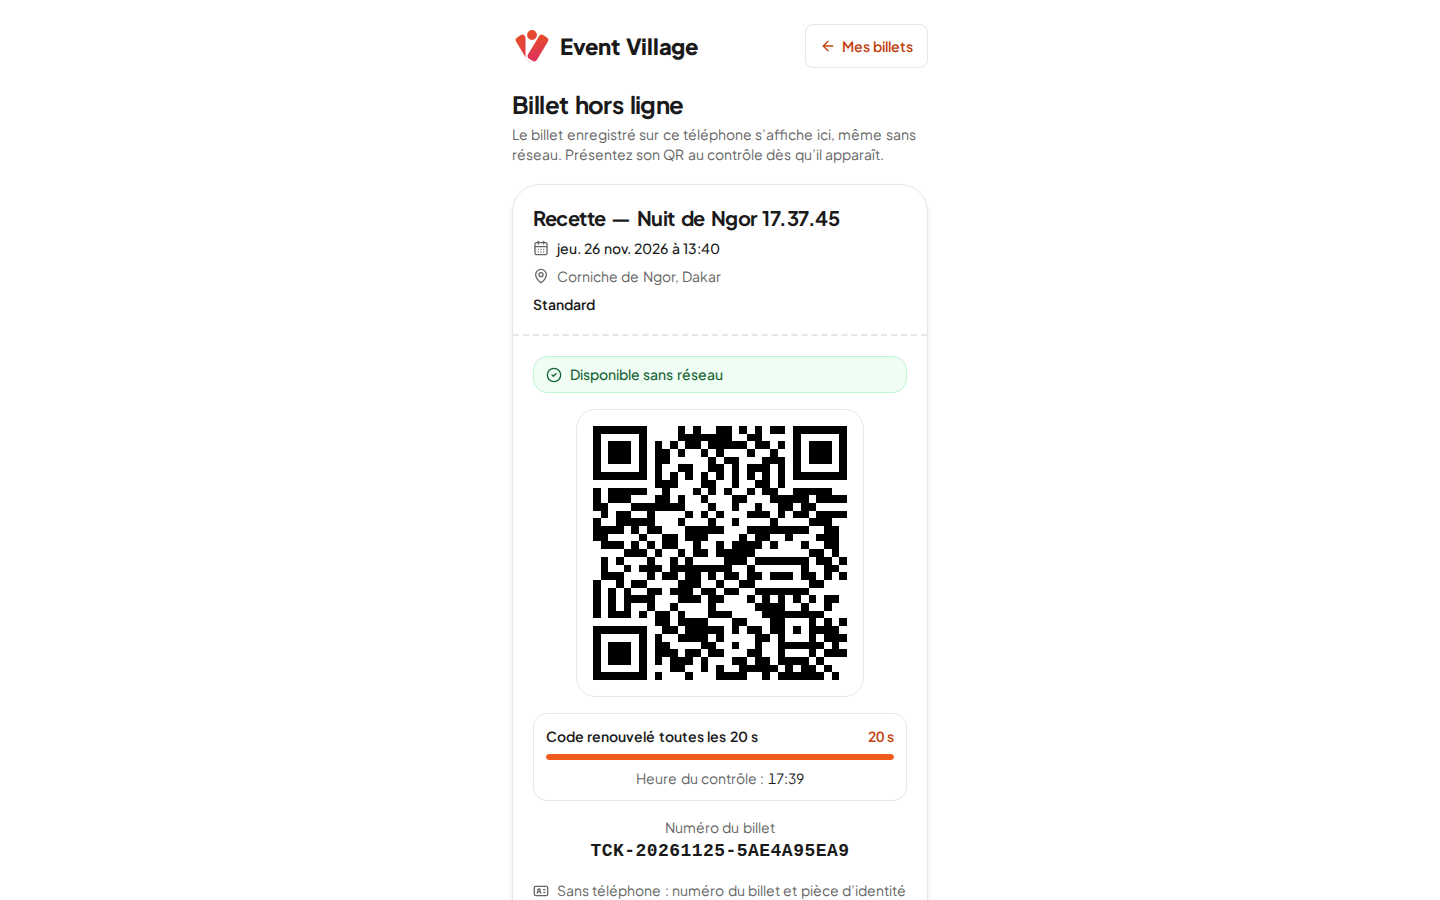 Event Village
Mes billets
Billet hors ligne
Le billet enregistré sur ce téléphone s’affiche ici, même sans
réseau. Présentez son QR au contrôle dès qu’il apparaît.
Recette — Nuit de Ngor 17.37.45
jeu. 26 nov. 2026 à 13:40
Corniche de Ngor, Dakar
Standard
Disponible sans réseau
Code renouvelé toutes les 20 s
20 s
Heure du contrôle : 17:39
Numéro du billet
TCK-20261125-5AE4A95EA9
Sans téléphone : numéro du billet et pièce d’identité